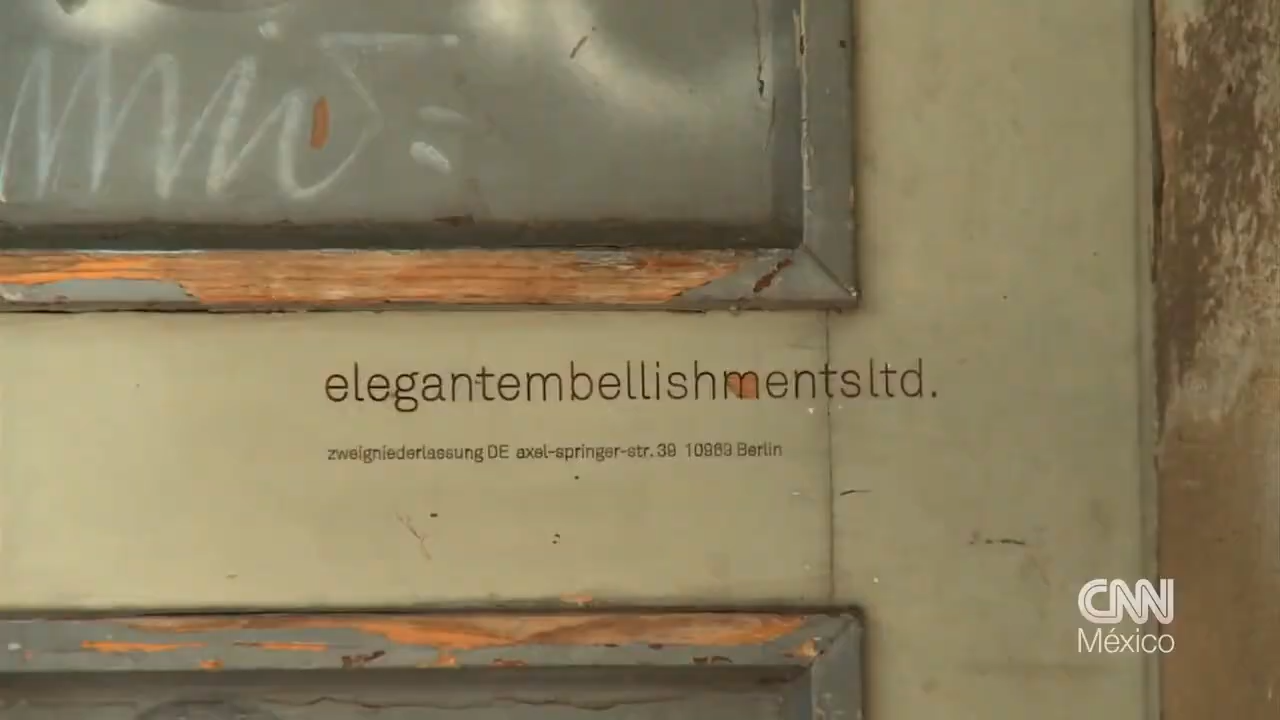 elegantembellishmentsltd.
zweigniederlassung DE axel-springer-str. 39 10969 Berlin
CNN
México